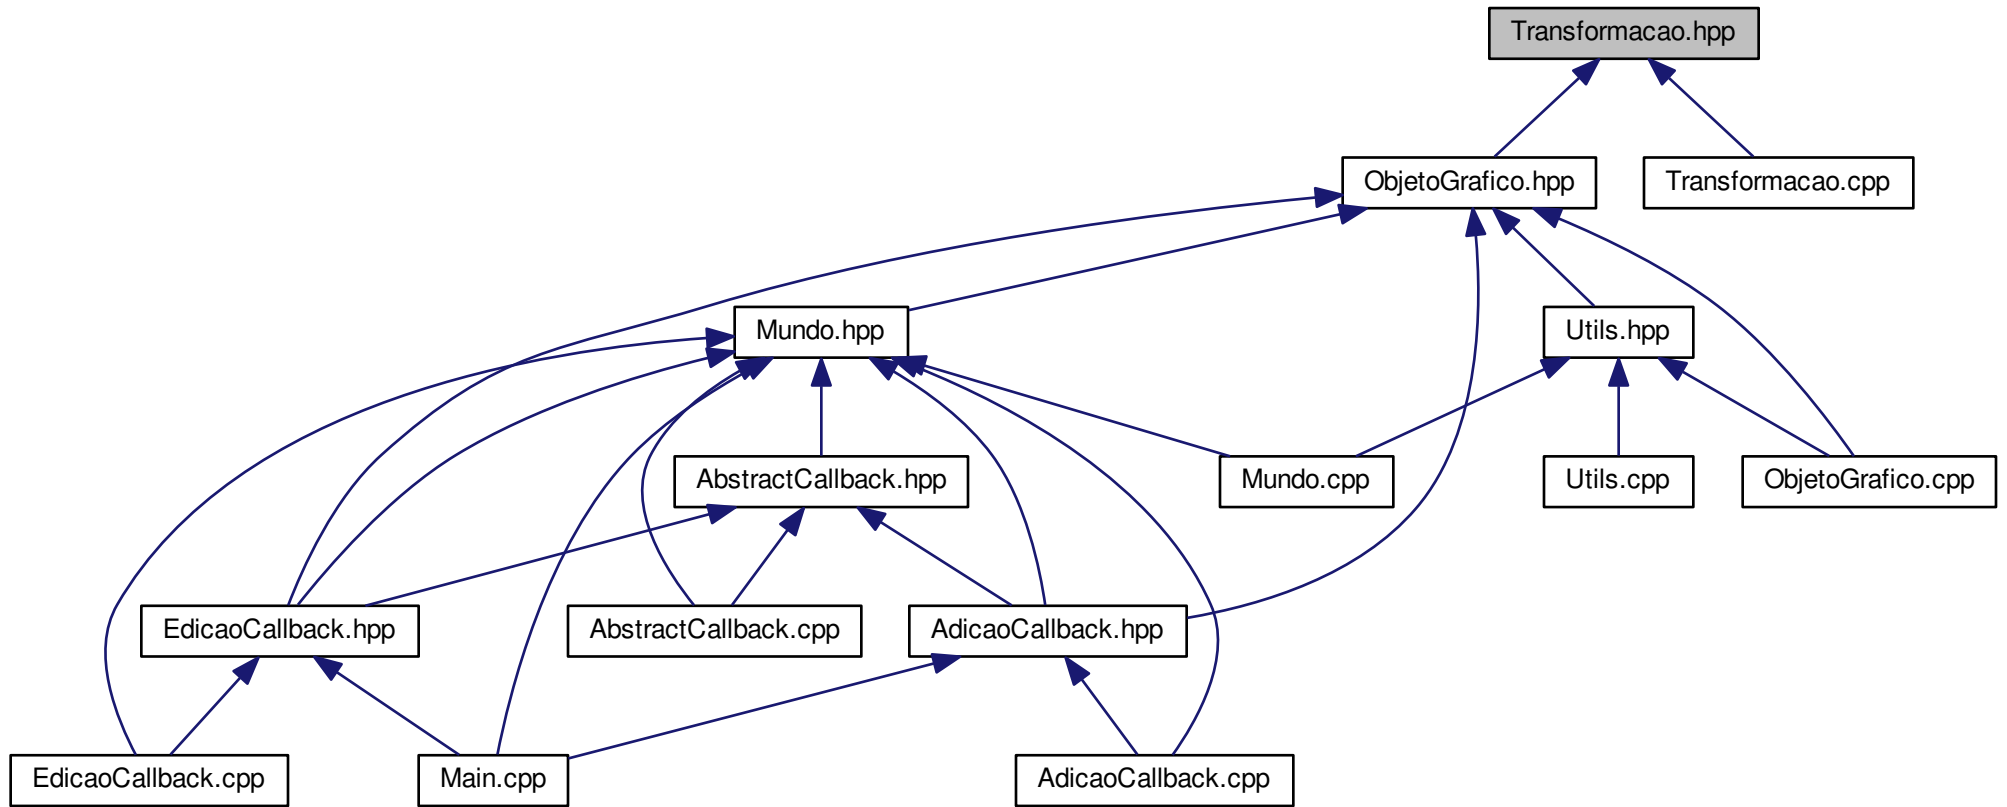 Transformacao.hpp
ObjetoGrafico.hpp
Transformacao.cpp
Mundo.hpp
Utils.hpp
AbstractCallback.hpp
Mundo.cpp
Utils.cpp
ObjetoGrafico.cpp
EdicaoCallback.hpp
AbstractCallback.cpp
AdicaoCallback.hpp
EdicaoCallback.cpp
Main.cpp
AdicaoCallback.cpp